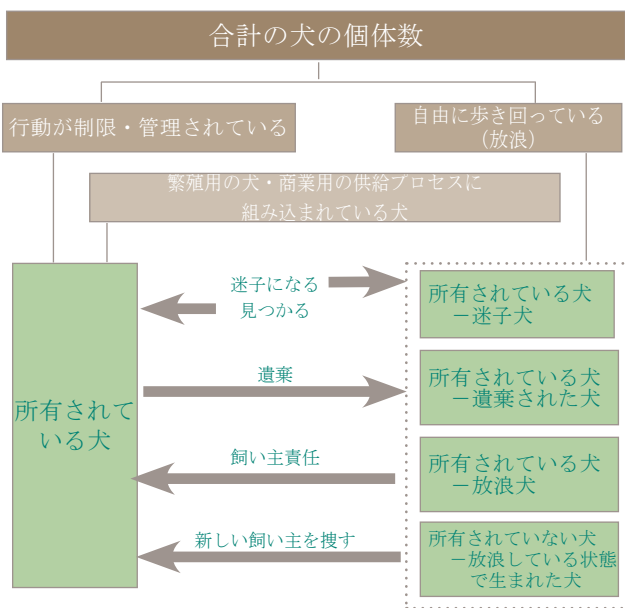 合計の犬の個体数
行動が制限・管理されている
自由に歩き回っている
（放浪）
繁殖用の犬・商業用の供給プロセスに
組み込まれている犬
迷子になる
見つかる
所有されている犬
－迷子犬
遺棄
所有されている犬
－遺棄された犬
所有されて
いる犬
飼い主責任
所有されている犬
－放浪犬
新しい飼い主を捜す
所有されていない犬
－放浪している状態
で生まれた犬